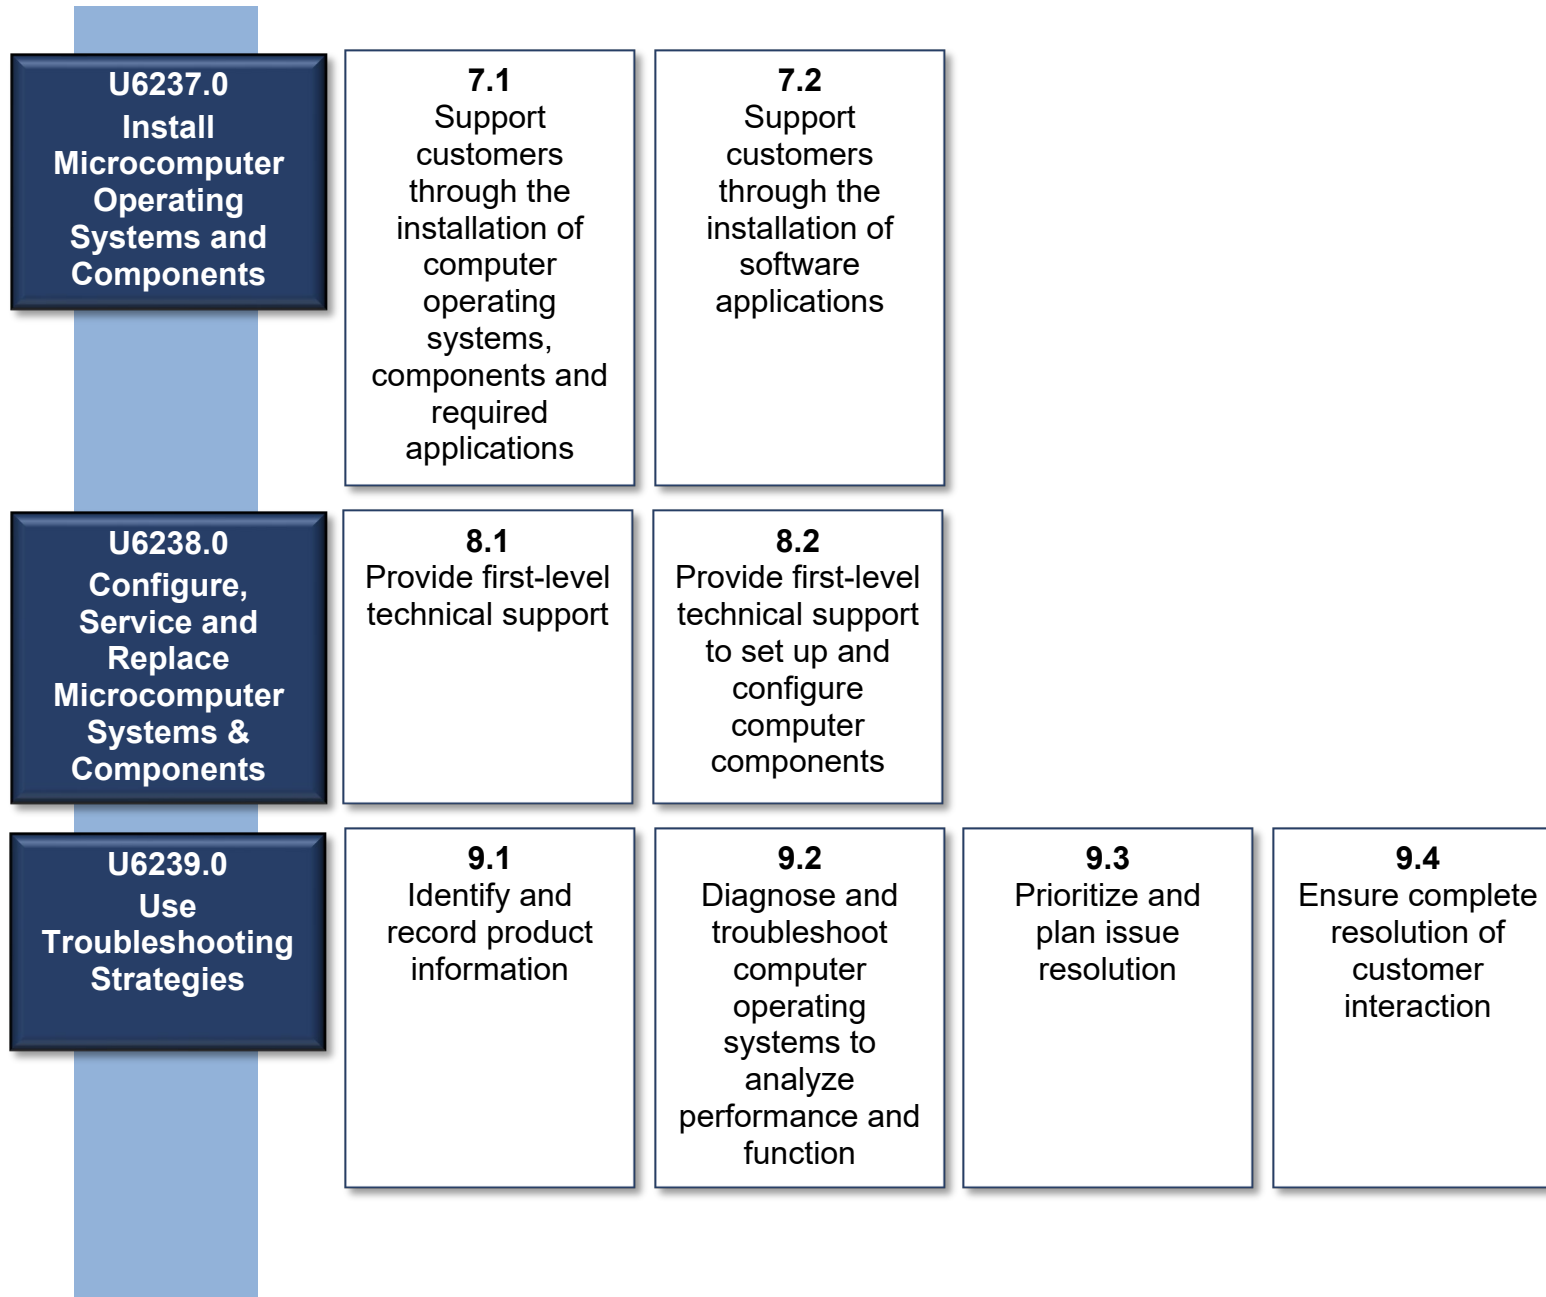 U6237.0
Install
Microcomputer
Operating
Systems and
Components
7.1
Support
customers
through the
installation of
computer
operating
systems,
components and
required
applications
7.2
Support
customers
through the
installation of
software
applications
U6238.0
Configure,
Service and
Replace
Microcomputer
Systems &
Components
8.1
Provide first-level
technical support
8.2
Provide first-level
technical support
to set up and
configure
computer
components
U6239.0
Use
Troubleshooting
Strategies
9.1
Identify and
record product
information
9.2
Diagnose and
troubleshoot
computer
operating
systems to
analyze
performance and
function
9.3
Prioritize and
plan issue
resolution
9.4
Ensure complete
resolution of
customer
interaction